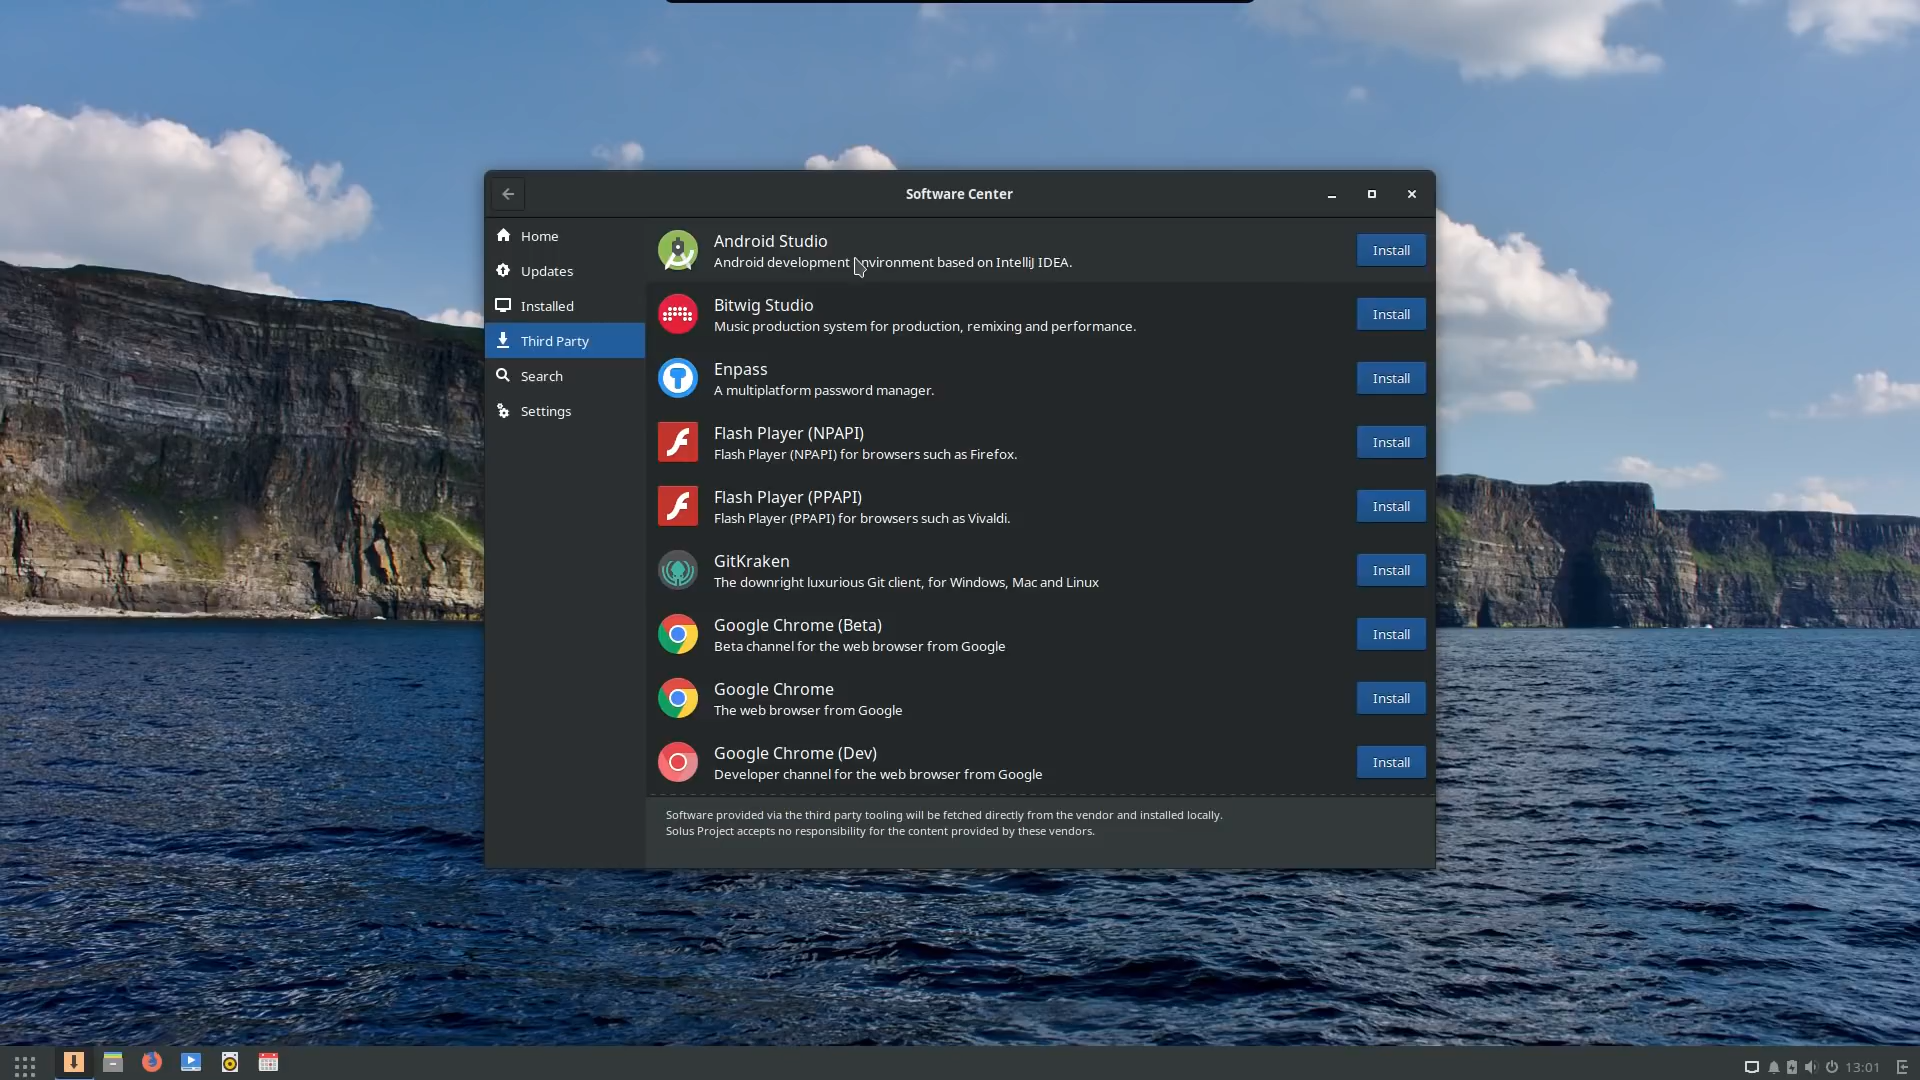 Software Center
Home
Updates
Installed
Third Party
Search
Settings
Android Studio
Android development environment based on IntelliJ IDEA.
Install
Bitwig Studio
Music production system for production, remixing and performance.
Install
Enpass
A multiplatform password manager.
Install
Flash Player (NPAPI)
Flash Player (NPAPI) for browsers such as Firefox.
Install
Flash Player (PPAPI)
Flash Player (PPAPI) for browsers such as Vivaldi.
Install
GitKraken
The downright luxurious Git client, for Windows, Mac and Linux
Install
Google Chrome (Beta)
Beta channel for the web browser from Google
Install
Google Chrome
The web browser from Google
Install
Google Chrome (Dev)
Developer channel for the web browser from Google
Install
Software provided via the third party tooling will be fetched directly from the vendor and installed locally.
Solus Project accepts no responsibility for the content provided by these vendors.
13:01